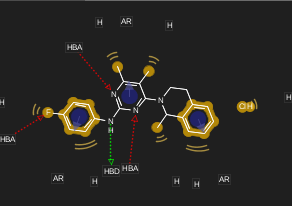 H AR H
HBA
H
N
F N N OH
HBA N
H
HBD HBA
AR H H H AR